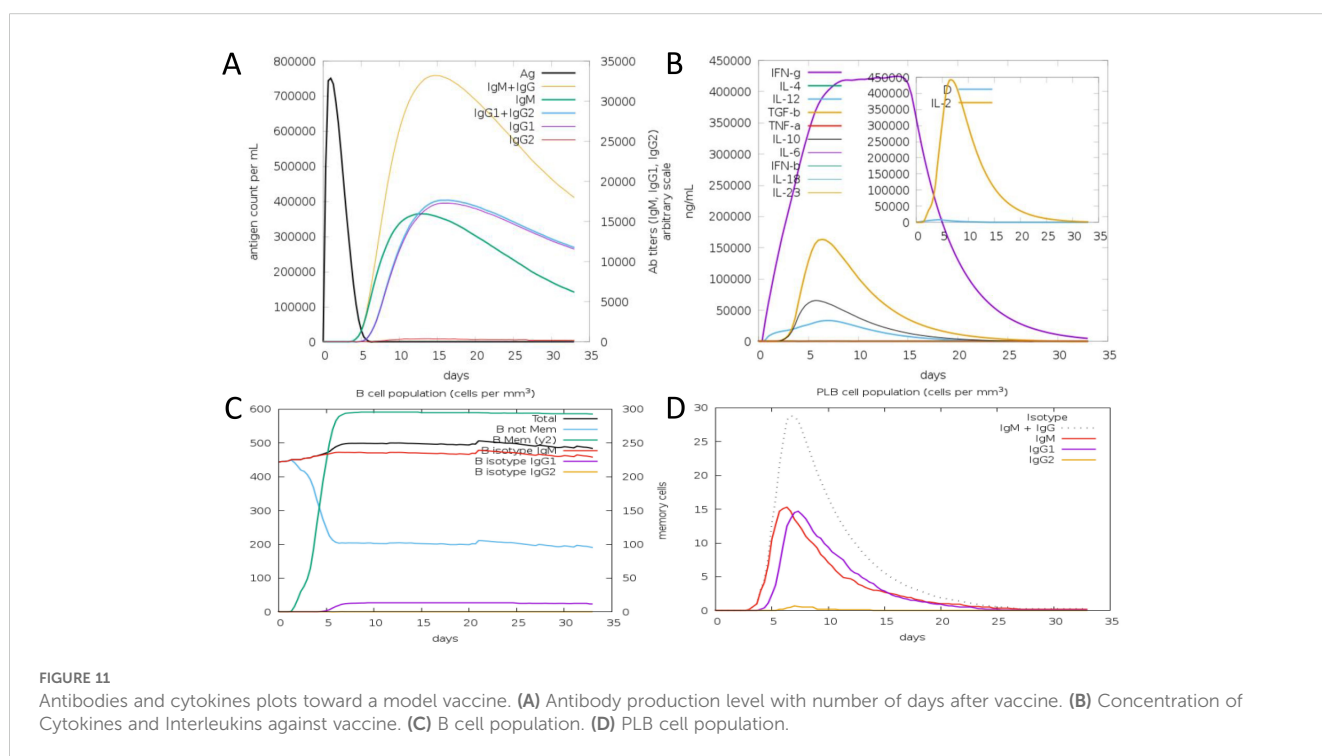 A
antigen count per mL
800000
700000
600000
500000
400000
300000
200000
100000
0
Ag
IgM+IgG
IgM
IgG1+IgG2
IgG1
IgG2
35000
30000
25000
20000
15000
10000
5000
0
Ab titers (IgM, IgG1, IgG2)
arbitrary scale
0 5 10 15 20 25 30 35
days
B
ng/mL
450000
400000
350000
300000
250000
200000
150000
100000
50000
0
IFN-g
IL-4
IL-12
TGF-b
TNF-a
IL-10
IL-6
IFN-b
IL-18
IL-23
450000
400000
350000
300000
250000
200000
150000
100000
50000
0
D
IL-2
0 5 10 15 20 25 30 35
0 5 10 15 20 25 30 35
days
C
B cell population (cells per mm³)
600
500
400
300
200
100
0
Total
B not Mem
B Mem (y2)
B isotype IgM
B isotype IgG1
B isotype IgG2
300
250
200
150
100
50
0
memory cells
0 5 10 15 20 25 30 35
days
D
PLB cell population (cells per mm³)
30
25
20
15
10
5
0
Isotype
IgM + IgG
IgM
IgG1
IgG2
0 5 10 15 20 25 30 35
days
FIGURE 11
Antibodies and cytokines plots toward a model vaccine. (A) Antibody production level with number of days after vaccine. (B) Concentration of
Cytokines and Interleukins against vaccine. (C) B cell population. (D) PLB cell population.